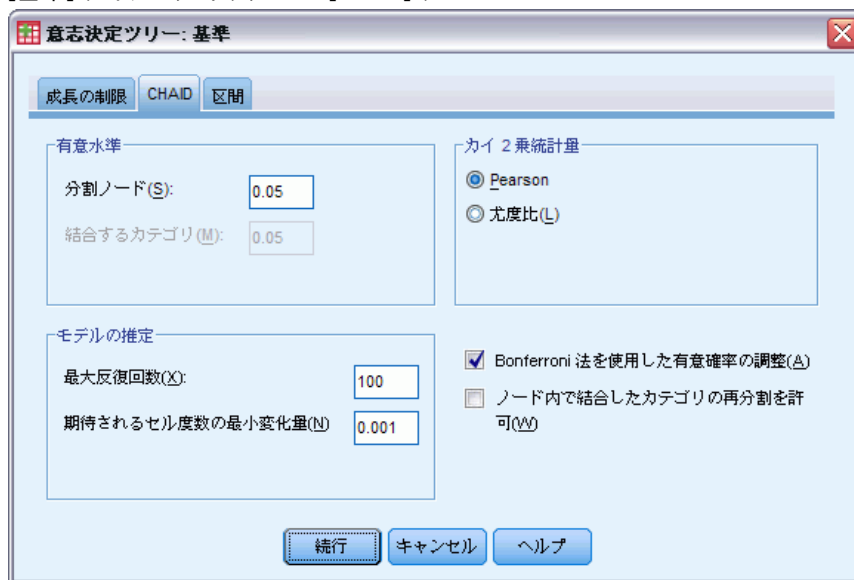 意志決定ツリー: 基準
成長の制限 CHAID 区間
有意水準
分割ノード(S): 0.05
結合するカテゴリ(M): 0.05
カイ 2 乗統計量
Pearson
尤度比(L)
モデルの推定
最大反復回数(X): 100
期待されるセル度数の最小変化量(N) 0.001
Bonferroni 法を使用した有意確率の調整(A)
ノード内で結合したカテゴリの再分割を許
可(W)
続行 キャンセル ヘルプ